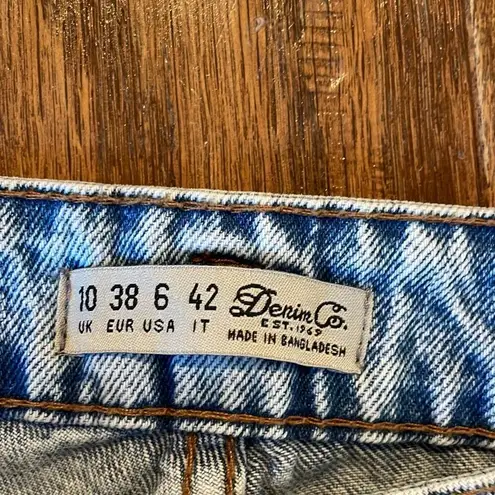 10 38 6 42 Denim Co.
UK EUR USA IT EST. 1969
MADE IN BANGLADESH